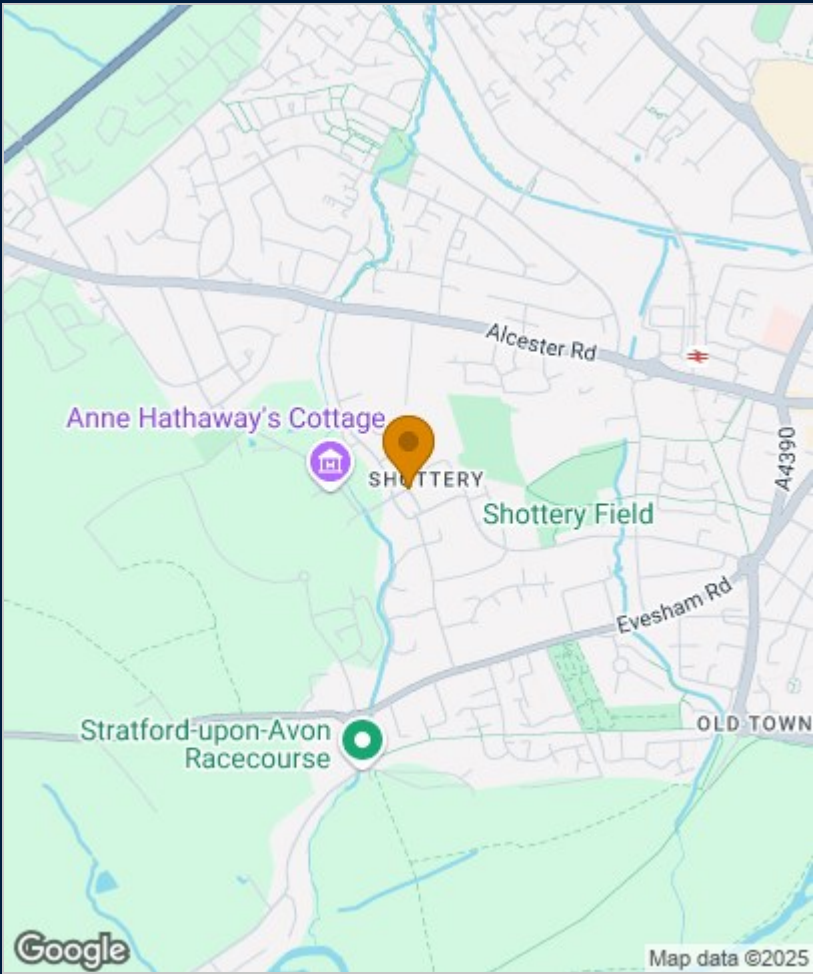 Alcester Rd
Anne Hathaway's Cottage
SHOTTERY
A4390
Shottery Field
Evesham Rd
OLD TOWN
Stratford-upon-Avon
Racecourse
Google
Map data ©2025